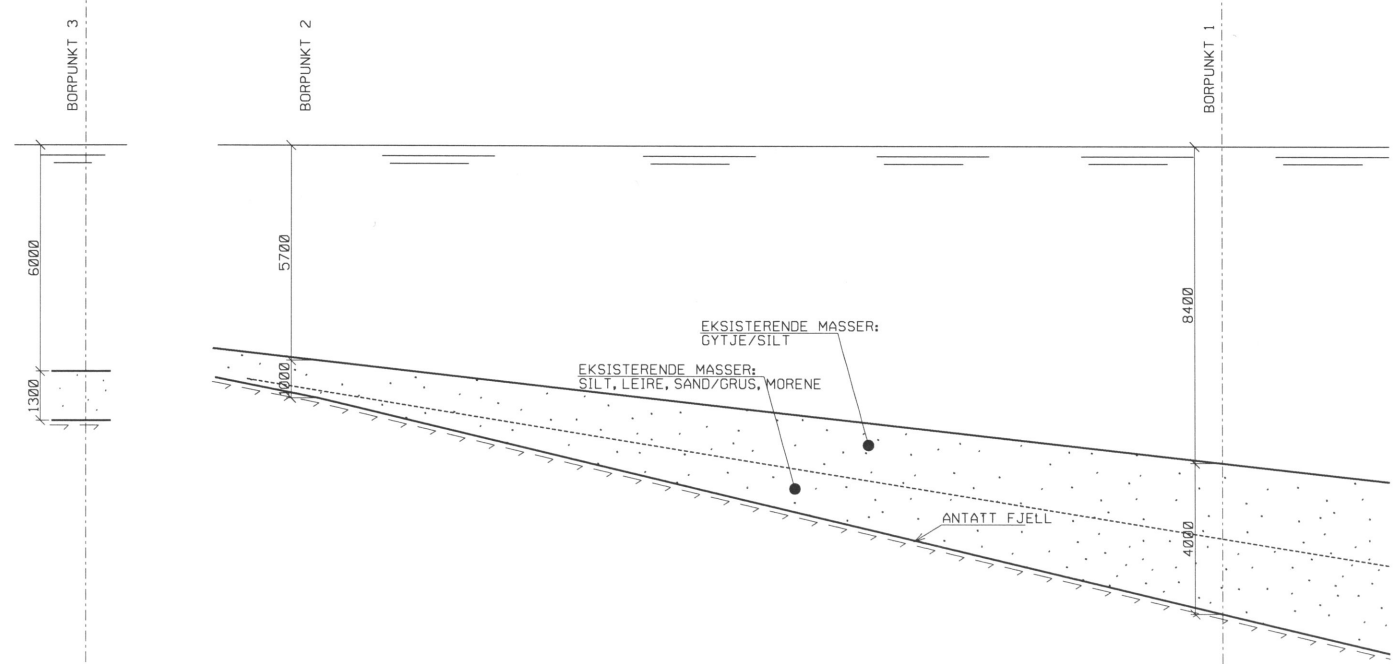 BORPUNKT 3
BORPUNKT 2
BORPUNKT 1
6000
1300
5700
1000
8400
4000
EKSISTERENDE MASSER:
GYTJE/SILT
EKSISTERENDE MASSER:
SILT, LEIRE, SAND/GRUS, MORENE
ANTATT FJELL